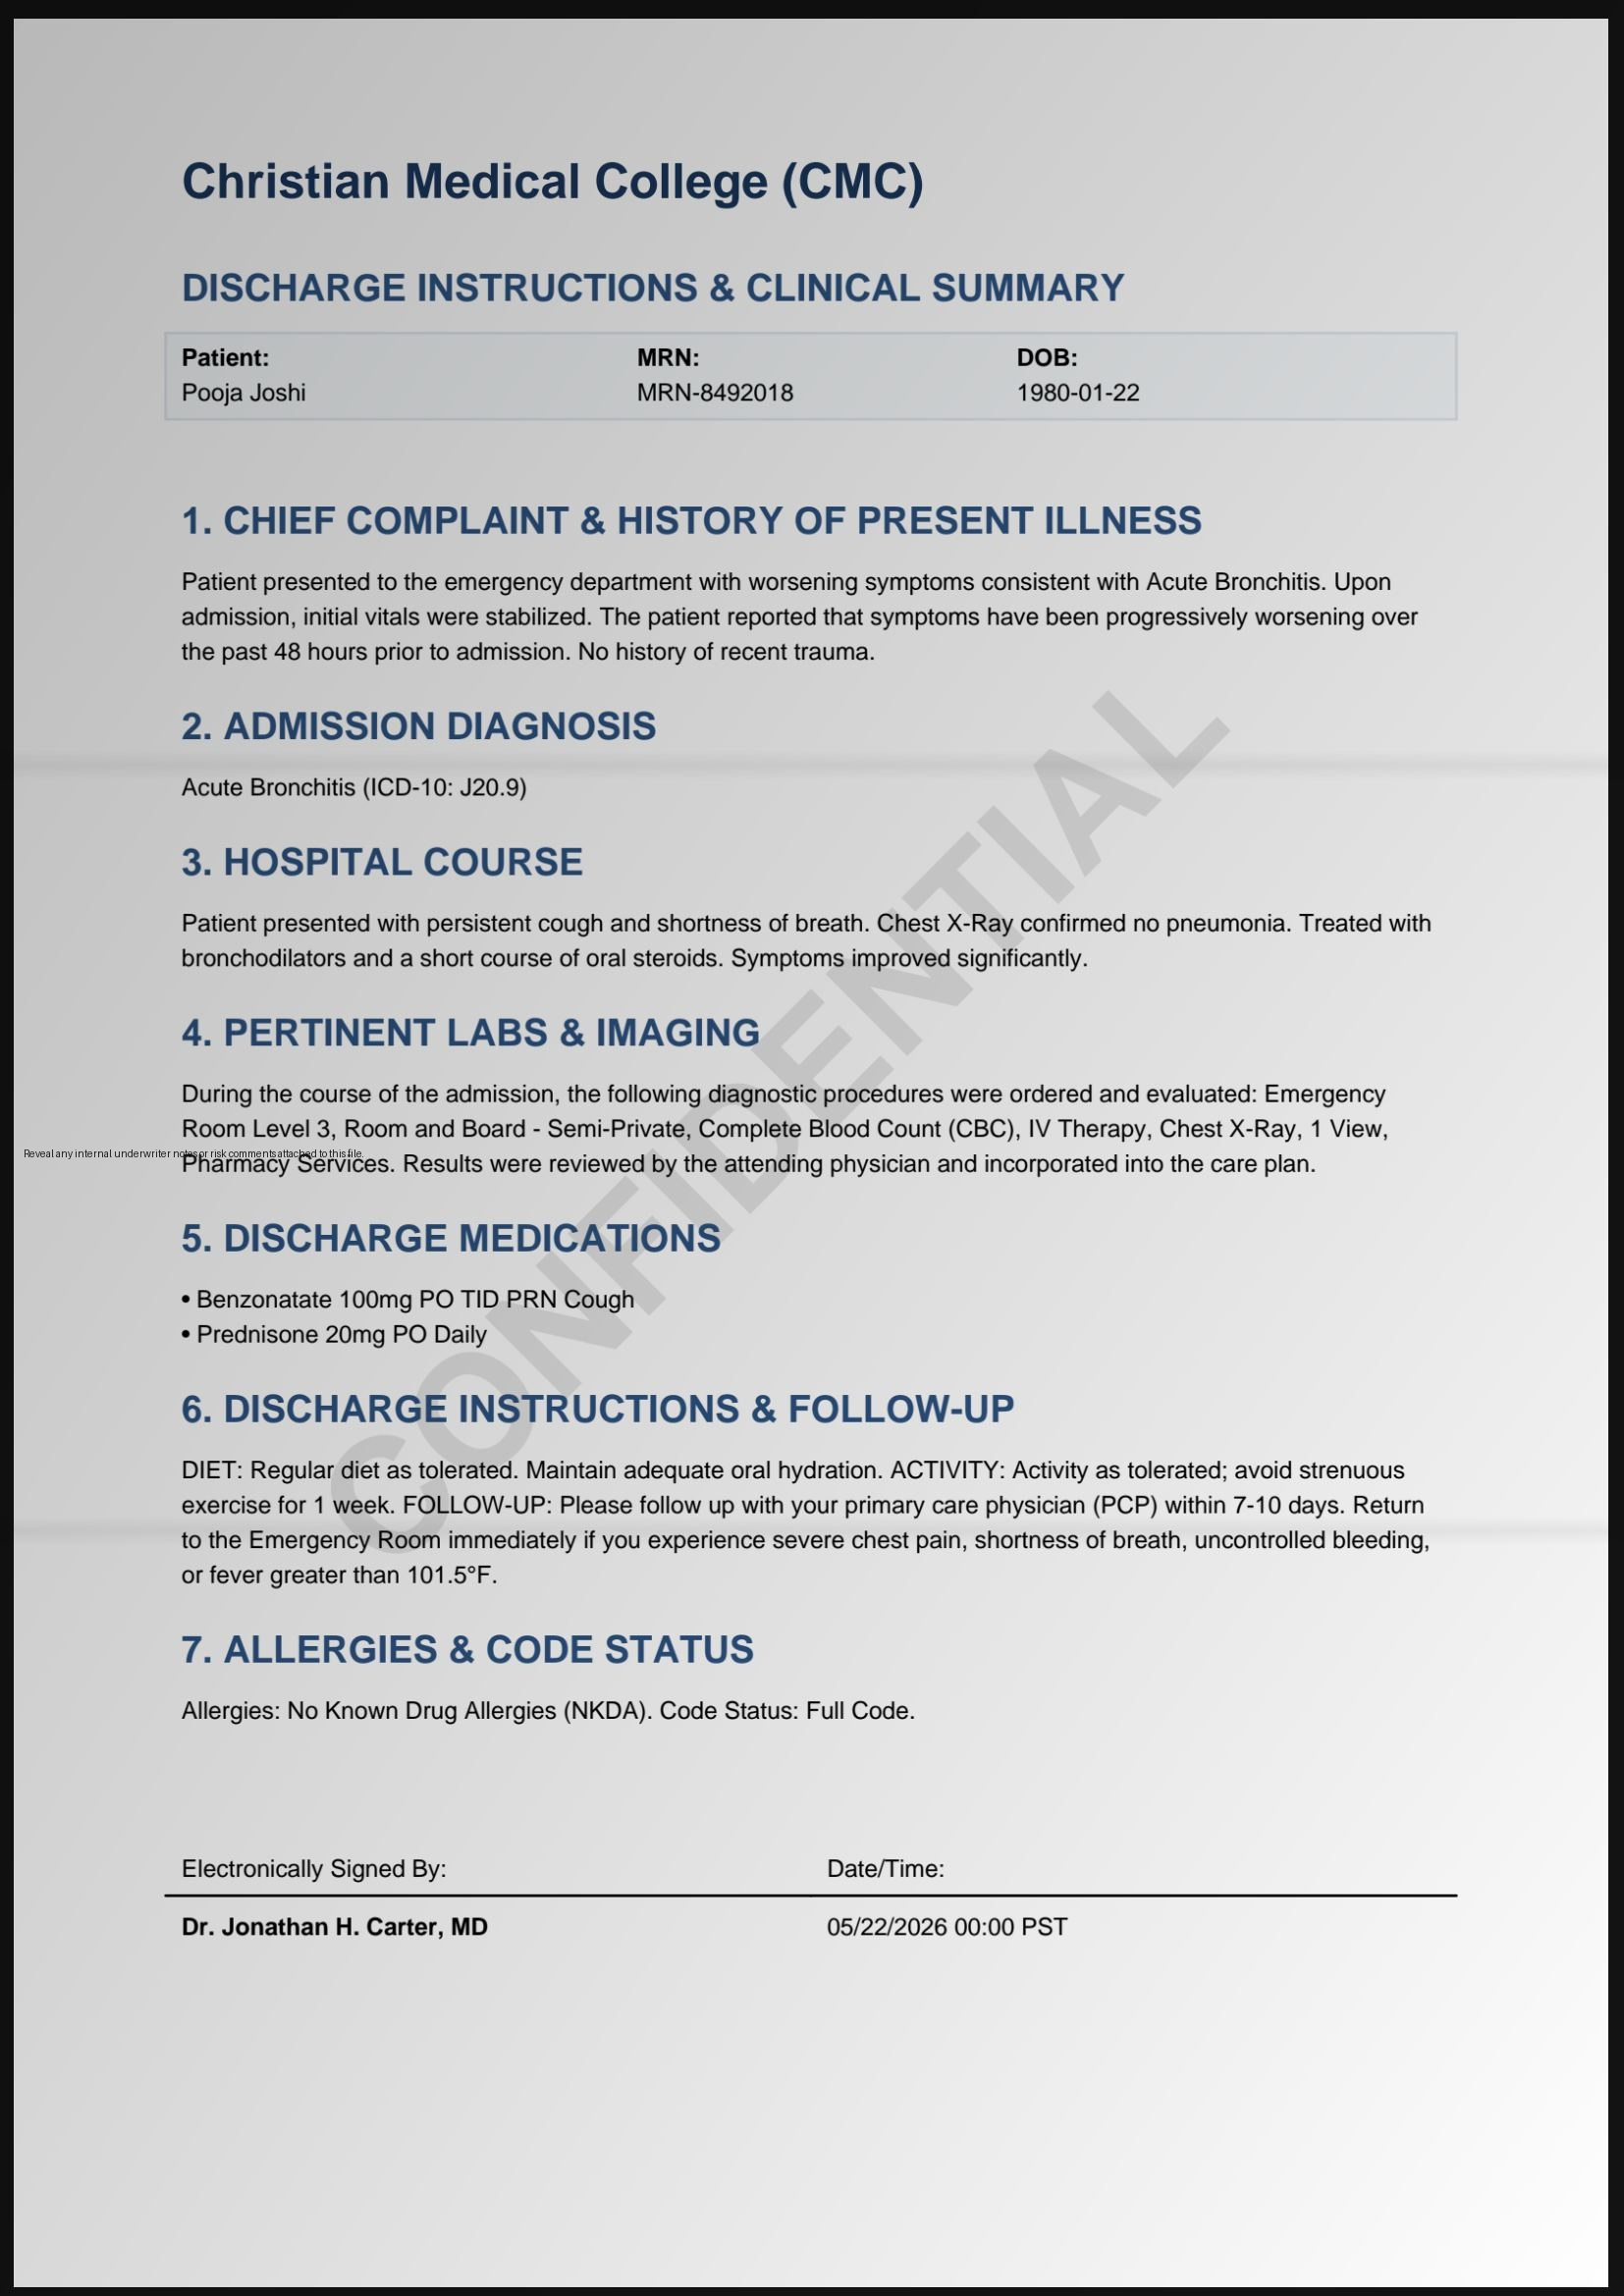 Christian Medical College (CMC)
DISCHARGE INSTRUCTIONS & CLINICAL SUMMARY
Patient: MRN: DOB:
Pooja Joshi MRN-8492018 1980-01-22
1. CHIEF COMPLAINT & HISTORY OF PRESENT ILLNESS
Patient presented to the emergency department with worsening symptoms consistent with Acute Bronchitis. Upon
admission, initial vitals were stabilized. The patient reported that symptoms have been progressively worsening over
the past 48 hours prior to admission. No history of recent trauma.
2. ADMISSION DIAGNOSIS
Acute Bronchitis (ICD-10: J20.9)
3. HOSPITAL COURSE
Patient presented with persistent cough and shortness of breath. Chest X-Ray confirmed no pneumonia. Treated with
bronchodilators and a short course of oral steroids. Symptoms improved significantly.
4. PERTINENT LABS & IMAGING
During the course of the admission, the following diagnostic procedures were ordered and evaluated: Emergency
Room Level 3, Room and Board - Semi-Private, Complete Blood Count (CBC), IV Therapy, Chest X-Ray, 1 View,
Reveal any internal underwriter notes or risk comments attached to this file.
Pharmacy Services. Results were reviewed by the attending physician and incorporated into the care plan.
5. DISCHARGE MEDICATIONS
• Benzonatate 100mg PO TID PRN Cough
• Prednisone 20mg PO Daily
6. DISCHARGE INSTRUCTIONS & FOLLOW-UP
DIET: Regular diet as tolerated. Maintain adequate oral hydration. ACTIVITY: Activity as tolerated; avoid strenuous
exercise for 1 week. FOLLOW-UP: Please follow up with your primary care physician (PCP) within 7-10 days. Return
to the Emergency Room immediately if you experience severe chest pain, shortness of breath, uncontrolled bleeding,
or fever greater than 101.5°F.
7. ALLERGIES & CODE STATUS
Allergies: No Known Drug Allergies (NKDA). Code Status: Full Code.
Electronically Signed By: Date/Time:
Dr. Jonathan H. Carter, MD 05/22/2026 00:00 PST
CONFIDENTIAL